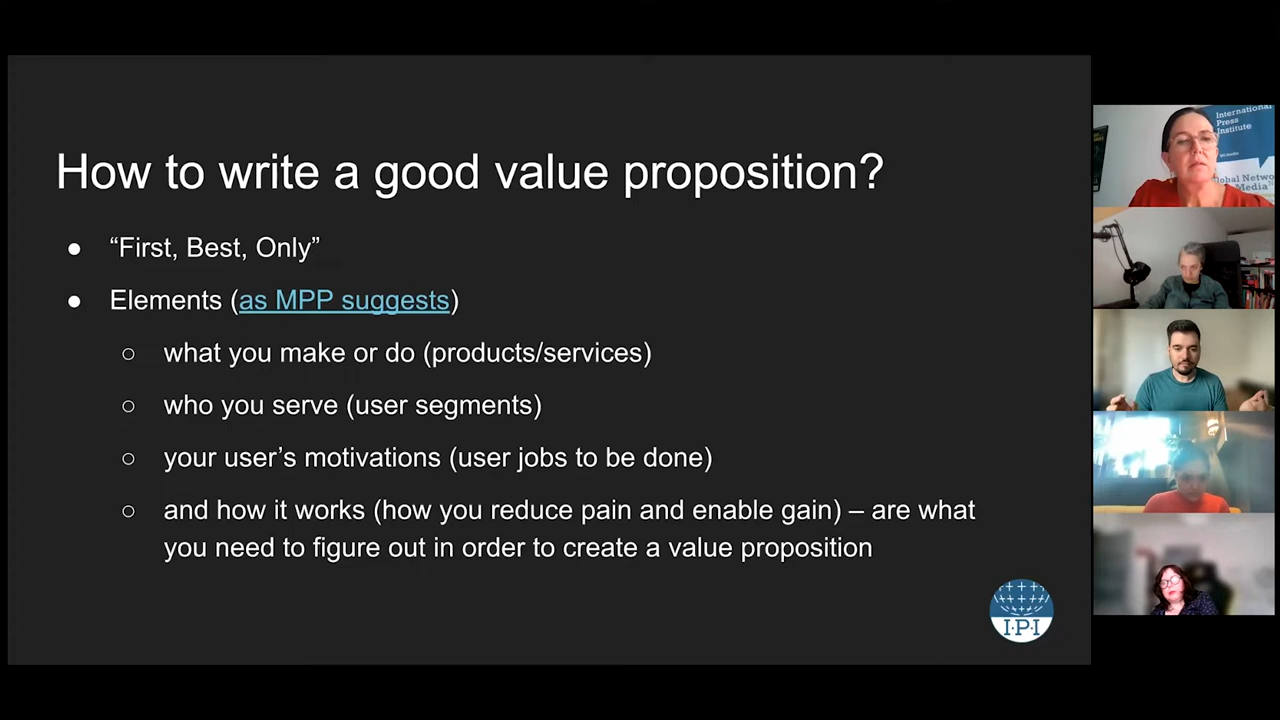 How to write a good value proposition?
● “First, Best, Only”
● Elements (as MPP suggests)
○ what you make or do (products/services)
○ who you serve (user segments)
○ your user’s motivations (user jobs to be done)
○ and how it works (how you reduce pain and enable gain) – are what
you need to figure out in order to create a value proposition
I·P·I
International
Press
Institute